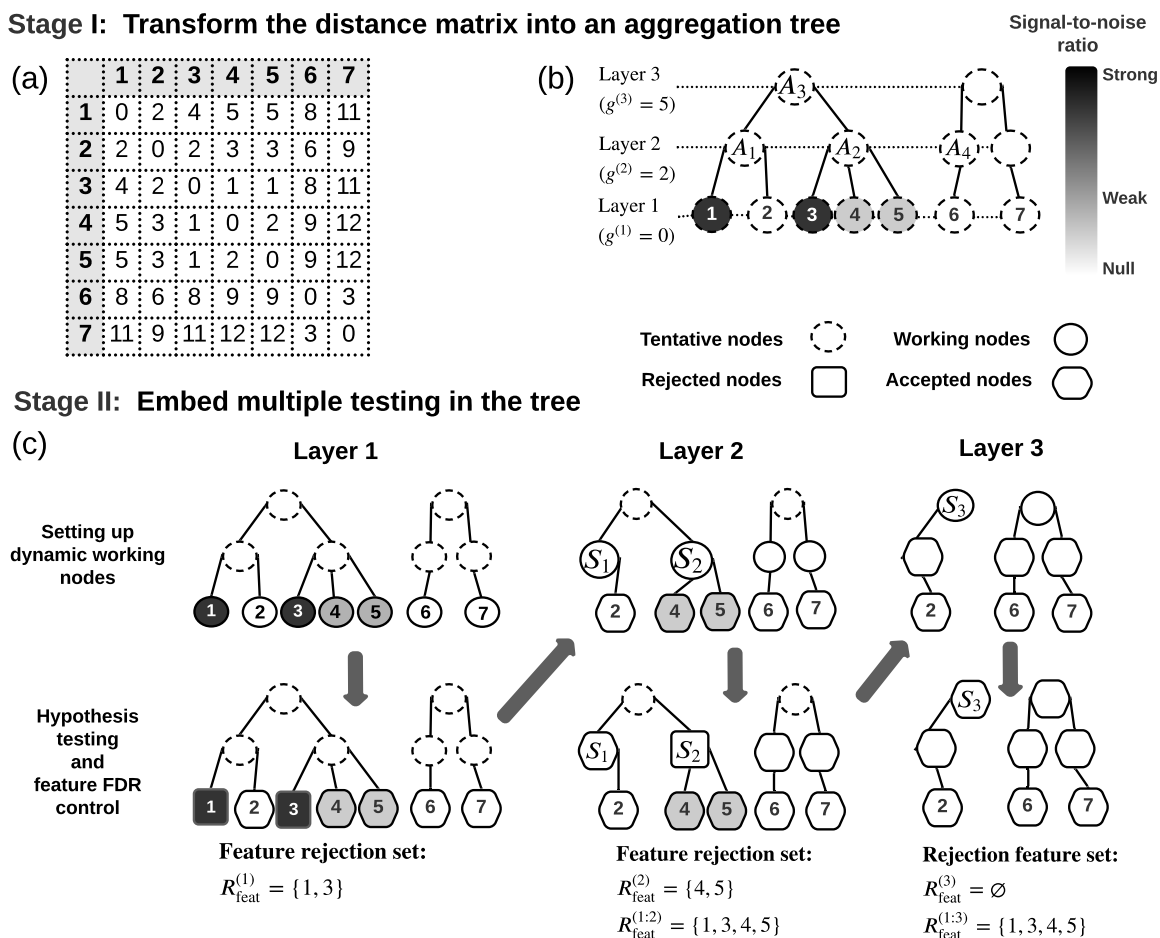 Stage I: Transform the distance matrix into an aggregation tree
Signal-to-noise
ratio
(a)
1 2 3 4 5 6 7
1 0 2 4 5 5 8 11
2 2 0 2 3 3 6 9
3 4 2 0 1 1 8 11
4 5 3 1 0 2 9 12
5 5 3 1 2 0 9 12
6 8 6 8 9 9 0 3
7 11 9 11 12 12 3 0
(b)
Layer 3
(g⁽³⁾ = 5)
A₃
Layer 2
(g⁽²⁾ = 2)
A₁ A₂ A₄
Layer 1
(g⁽¹⁾ = 0)
1 2 3 4 5 6 7
Strong
Weak
Null
Tentative nodes
Working nodes
Rejected nodes
Accepted nodes
Stage II: Embed multiple testing in the tree
(c)
Layer 1
Layer 2
Layer 3
Setting up
dynamic working
nodes
1 2 3 4 5 6 7
S₁ S₂
2 4 5 6 7
S₃
2 6 7
Hypothesis
testing
and
feature FDR
control
1 2 3 4 5 6 7
S₁ S₂
2 4 5 6 7
S₃
2 6 7
Feature rejection set:
R_feat^(1) = {1, 3}
Feature rejection set:
R_feat^(2) = {4, 5}
R_feat^(1:2) = {1, 3, 4, 5}
Rejection feature set:
R_feat^(3) = ∅
R_feat^(1:3) = {1, 3, 4, 5}